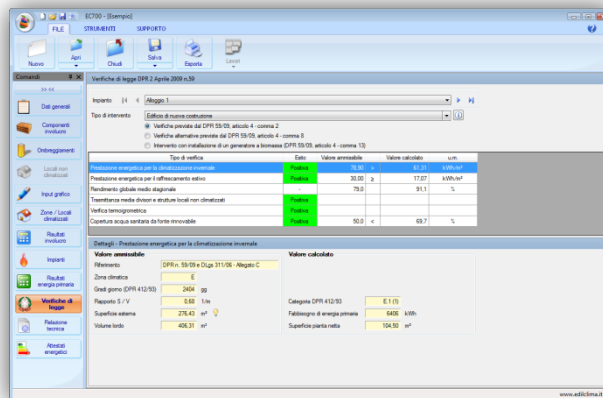 EC700 - [Esempio]
FILE STRUMENTI SUPPORTO
Nuovo Apri Chiudi Salva Esporta Lavori
Comandi
Dati generali
Componenti involucro
Ombreggiamenti
Locali non climatizzati
Input grafico
Zone / Locali climatizzati
Risultati involucro
Impianti
Risultati energia primaria
Verifiche di legge
Relazione tecnica
Attestati energetici
Verifiche di legge DPR 2 Aprile 2009 n.59
Impianto Alloggio 1
Tipo di intervento Edificio di nuova costruzione
Verifiche previste dal DPR 59/09, articolo 4 - comma 2
Verifiche alternative previste dal DPR 59/09, articolo 4 - comma 8
Intervento con installazione di un generatore a biomassa (DPR 59/09, articolo 4 - comma 13)
Tipo di verifica Esito Valore ammissibile Valore calcolato u.m.
Prestazione energetica per la climatizzazione invernale Positiva 78,90 > 61,31 kWh/m²
Prestazione energetica per il raffrescamento estivo Positiva 30,00 ≥ 17,07 kWh/m²
Rendimento globale medio stagionale - 79,0 91,1 %
Trasmittanza media divisori e strutture locali non climatizzati Positiva
Verifica termoigrometrica Positiva
Copertura acqua sanitaria da fonte rinnovabile Positiva 50,0 < 69,7 %
Dettagli - Prestazione energetica per la climatizzazione invernale
Valore ammissibile Valore calcolato
Riferimento DPR n. 59/09 e DLgs 311/06 - Allegato C
Zona climatica E
Gradi giorno (DPR 412/93) 2404 gg
Rapporto S / V 0,68 1/m Categoria DPR 412/93 E.1 (1)
Superficie esterna 276,43 m² Fabbisogno di energia primaria 6406 kWh
Volume lordo 406,31 m³ Superficie pianta netta 104,50 m²
www.edilclima.it